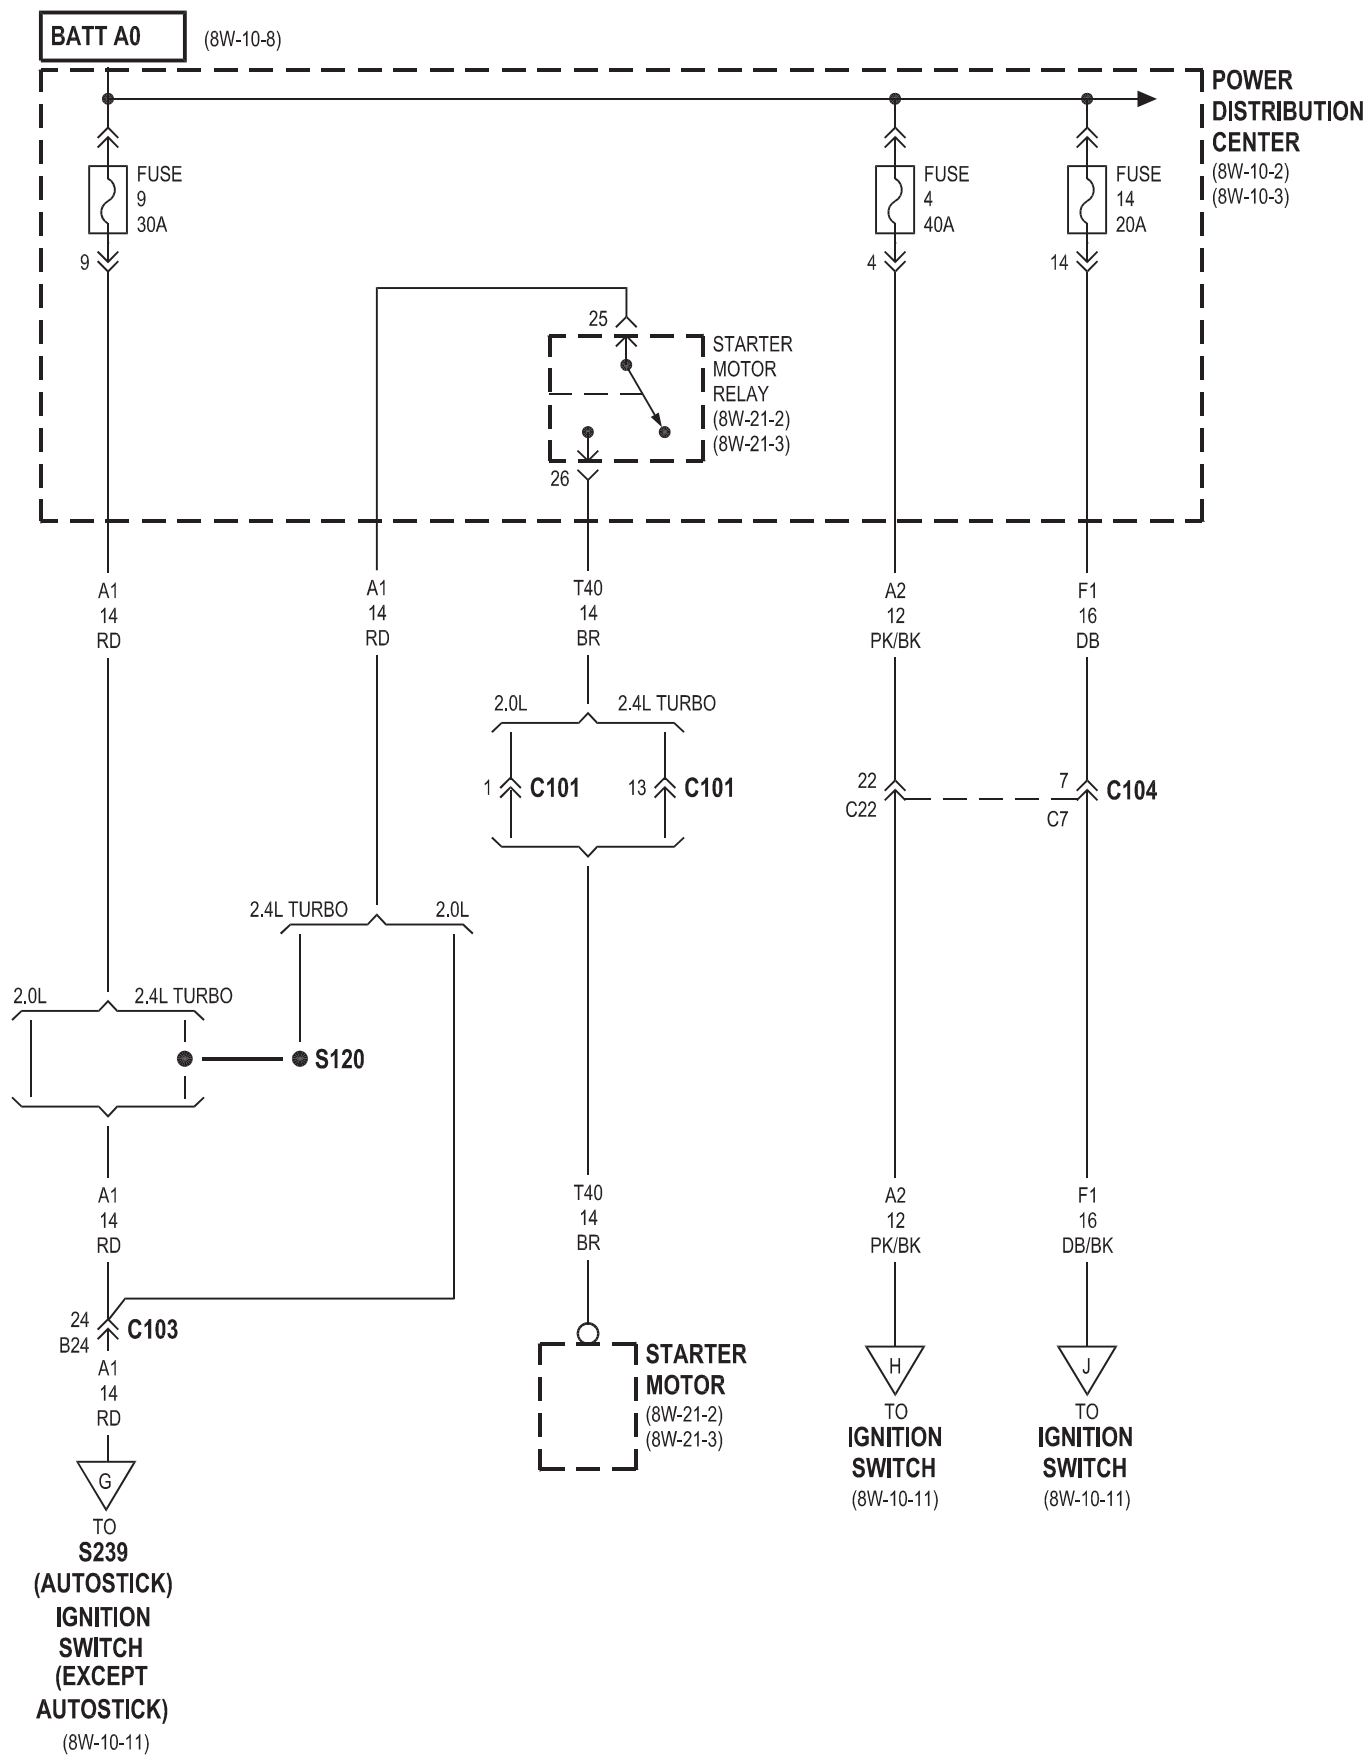 BATT A0
(8W-10-8)
POWER
DISTRIBUTION
CENTER
(8W-10-2)
(8W-10-3)
FUSE
9
30A
9
FUSE
4
40A
4
FUSE
14
20A
14
25
STARTER
MOTOR
RELAY
(8W-21-2)
(8W-21-3)
26
A1
14
RD
A1
14
RD
T40
14
BR
A2
12
PK/BK
F1
16
DB
2.0L
2.4L TURBO
1
C101
13
C101
22
C22
7
C7
C104
2.4L TURBO
2.0L
2.0L
2.4L TURBO
S120
A1
14
RD
T40
14
BR
A2
12
PK/BK
F1
16
DB/BK
24
B24
C103
A1
14
RD
STARTER
MOTOR
(8W-21-2)
(8W-21-3)
H
TO
IGNITION
SWITCH
(8W-10-11)
J
TO
IGNITION
SWITCH
(8W-10-11)
G
TO
S239
(AUTOSTICK)
IGNITION
SWITCH
(EXCEPT
AUTOSTICK)
(8W-10-11)